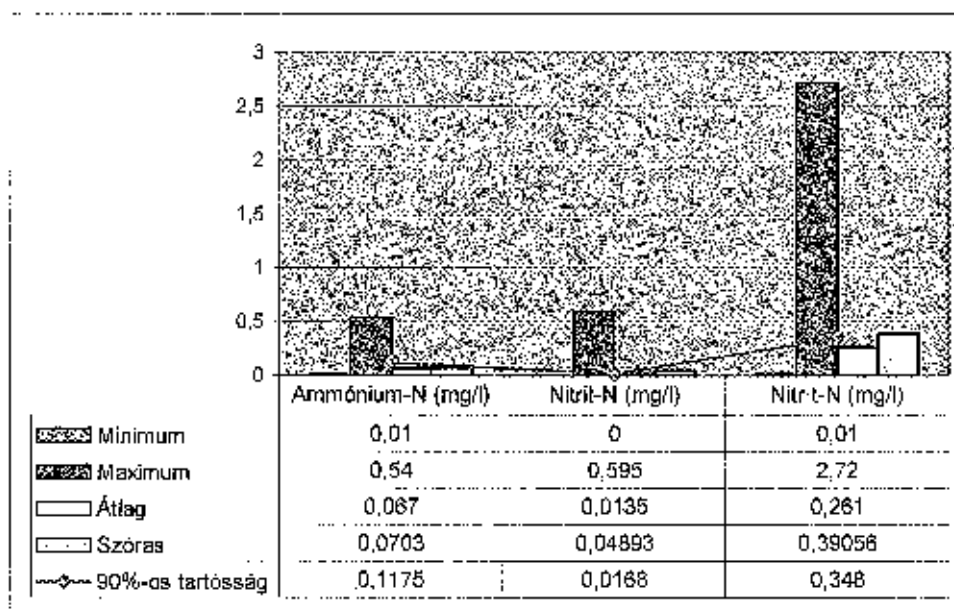 3
2,5
2
1,5
1
0,5
0
Ammónium-N (mg/l) Nitrit-N (mg/l) Nitrit-N (mg/l)
Minimum 0,01 0 0,01
Maximum 0,54 0,595 2,72
Átlag 0,067 0,0135 0,261
Szóras 0,0703 0,04893 0,39056
90%-os tartósság 0,1175 0,0168 0,348